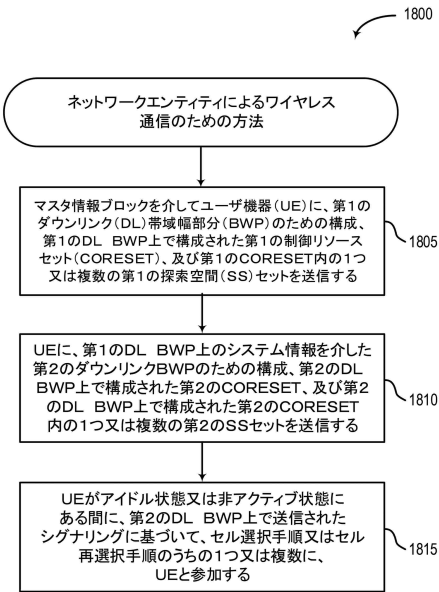 1800
ネットワークエンティティによるワイヤレス
通信のための方法
マスタ情報ブロックを介してユーザ機器(UE)に、第1の
ダウンリンク(DL)帯域幅部分(BWP)のための構成、
第1のDL BWP上で構成された第1の制御リソース
セット(CORESET)、及び第1のCORESET内の1つ
又は複数の第1の探索空間(SS)セットを送信する
1805
UEに、第1のDL BWP上のシステム情報を介した
第2のダウンリンクBWPのための構成、第2のDL
BWP上で構成された第2のCORESET、及び第2
のDL BWP上で構成された第2のCORESET
内の1つ又は複数の第2のSSセットを送信する
1810
UEがアイドル状態又は非アクティブ状態に
ある間に、第2のDL BWP上で送信された
シグナリングに基づいて、セル選択手順又はセル
再選択手順のうちの1つ又は複数に、
UEと参加する
1815